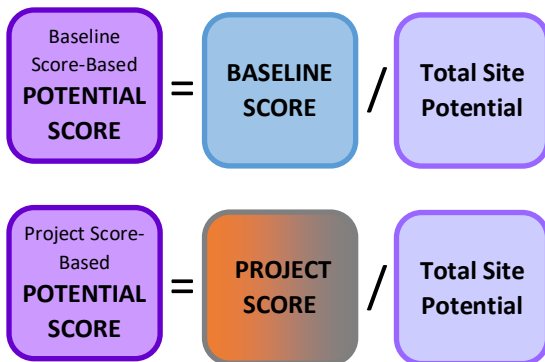 Baseline
Score-Based
POTENTIAL
SCORE
=
BASELINE
SCORE
/
Total Site
Potential
Project Score-
Based
POTENTIAL
SCORE
=
PROJECT
SCORE
/
Total Site
Potential